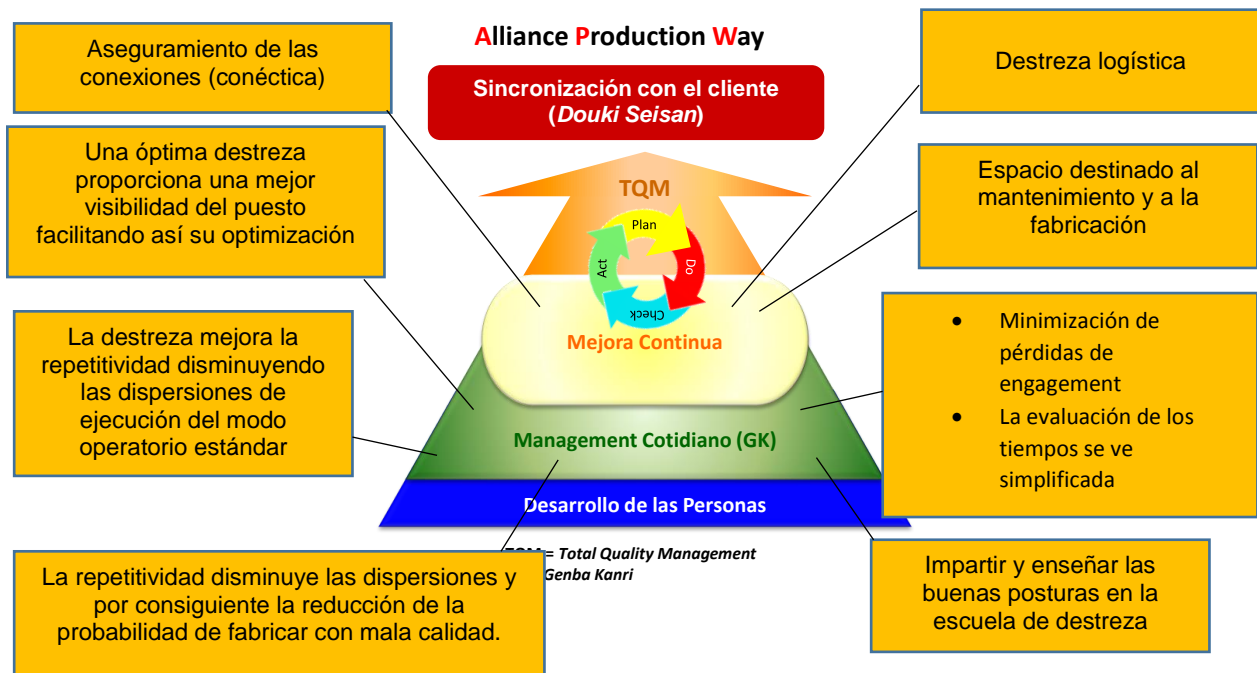 Alliance Production Way
Aseguramiento de las
conexiones (conéctica)
Sincronización con el cliente
(Douki Seisan)
Destreza logística
Una óptima destreza
proporciona una mejor
visibilidad del puesto
facilitando así su optimización
TQM
Plan
Do
Check
Act
Espacio destinado al
mantenimiento y a la
fabricación
La destreza mejora la
repetitividad disminuyendo
las dispersiones de
ejecución del modo
operatorio estándar
Mejora Continua
• Minimización de
pérdidas de
engagement
• La evaluación de los
tiempos se ve
simplificada
Management Cotidiano (GK)
Desarrollo de las Personas
= Total Quality Management
Genba Kanri
La repetitividad disminuye las dispersiones y
por consiguiente la reducción de la
probabilidad de fabricar con mala calidad.
Impartir y enseñar las
buenas posturas en la
escuela de destreza